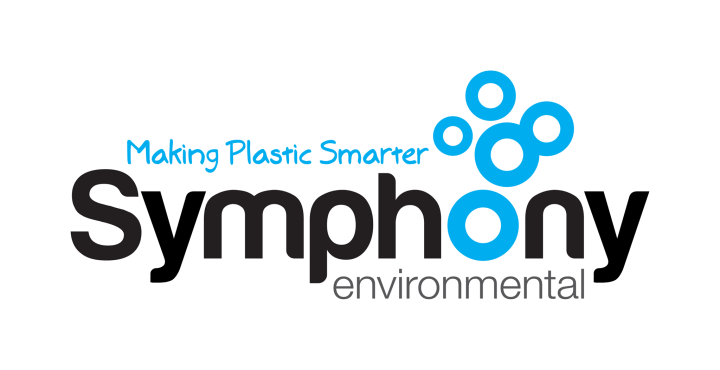 Making Plastic Smarter
Symphony
environmental